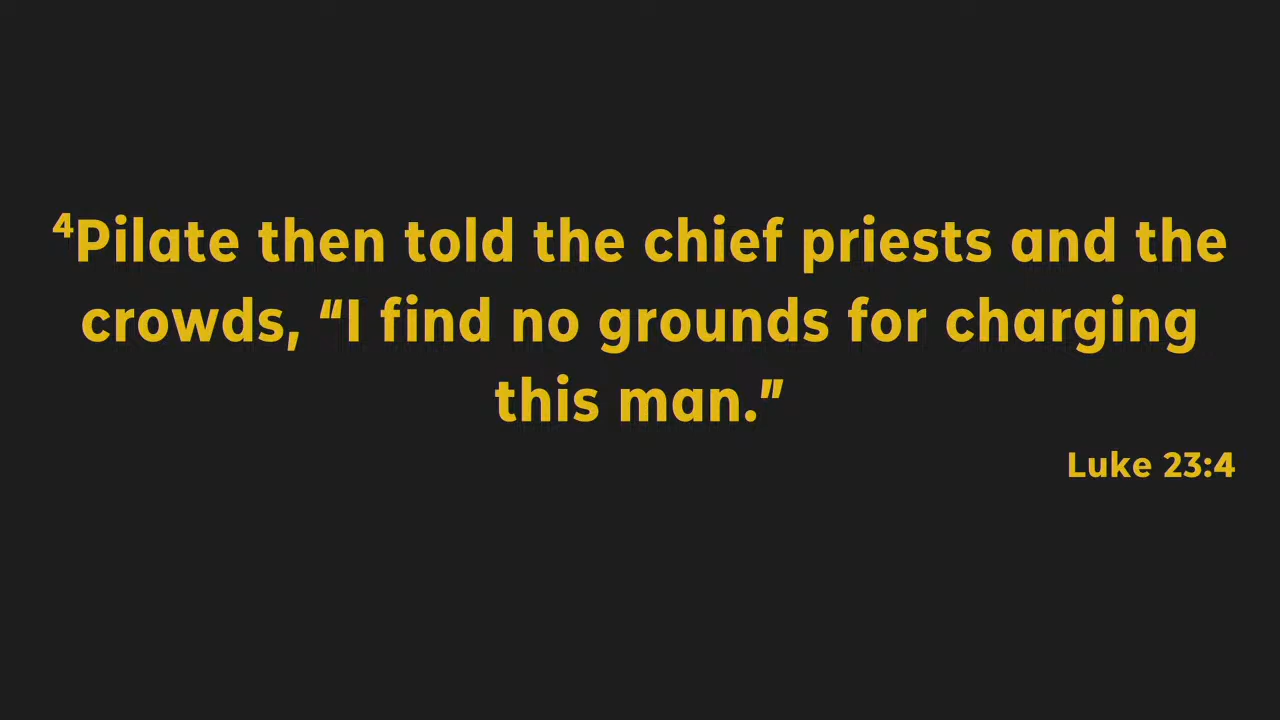 ⁴Pilate then told the chief priests and the
crowds, “I find no grounds for charging
this man.”
Luke 23:4